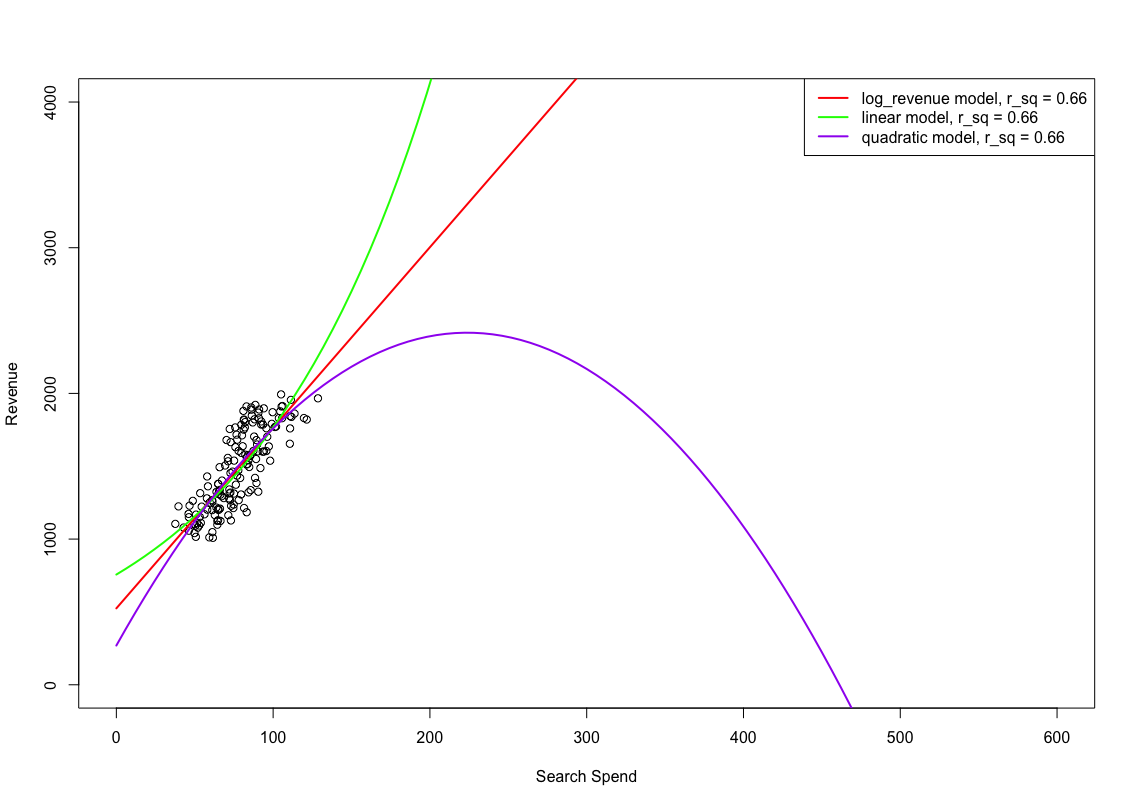 log_revenue model, r_sq = 0.66
linear model, r_sq = 0.66
quadratic model, r_sq = 0.66
4000
3000
2000
1000
0
Revenue
0 100 200 300 400 500 600
Search Spend